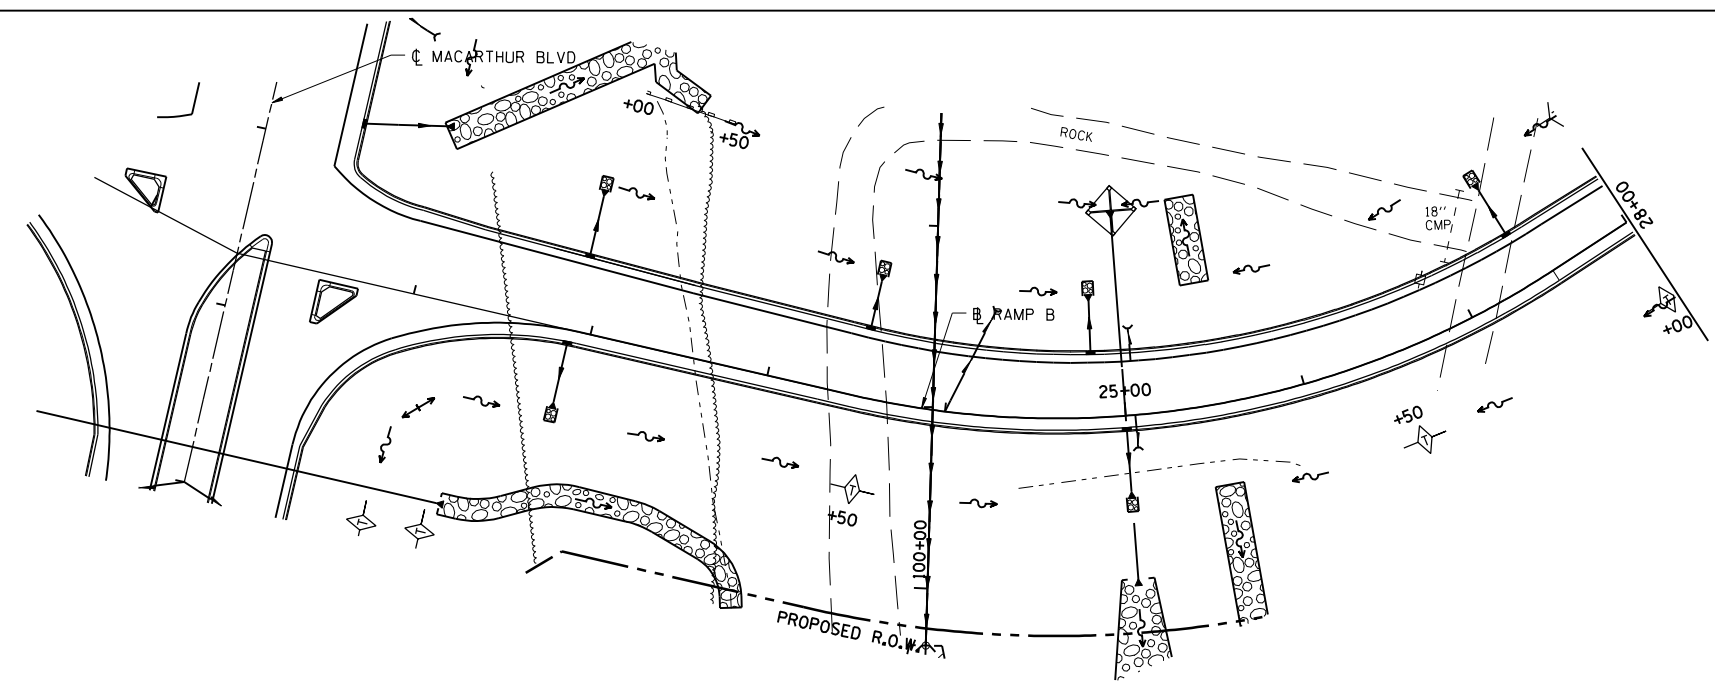 ℄ MACARTHUR BLVD
+00
+50
ROCK
18" CMP
28+00
+00
℄ RAMP B
25+00
+50
T
T
+50
T
100+00
T
T
PROPOSED R.O.W.